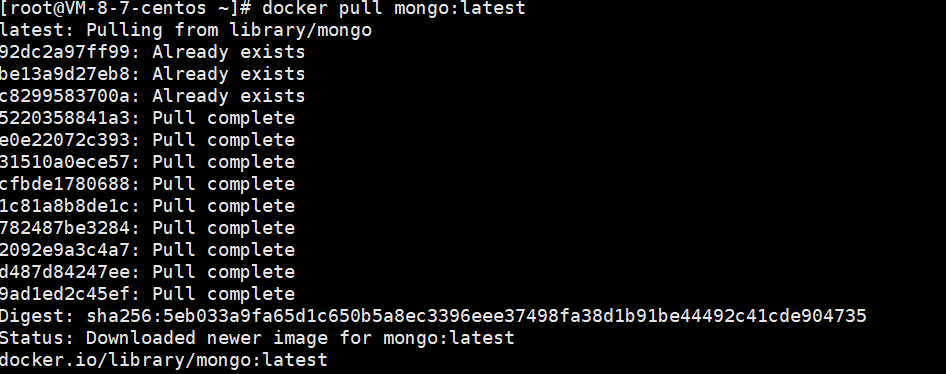 [root@VM-8-7-centos ~]# docker pull mongo:latest
latest: Pulling from library/mongo
92dc2a97ff99: Already exists
be13a9d27eb8: Already exists
c8299583700a: Already exists
5220358841a3: Pull complete
e0e22072c393: Pull complete
31510a0ece57: Pull complete
cfbde1780688: Pull complete
1c81a8b8de1c: Pull complete
782487be3284: Pull complete
2092e9a3c4a7: Pull complete
d487d84247ee: Pull complete
9ad1ed2c45ef: Pull complete
Digest: sha256:5eb033a9fa65d1c650b5a8ec3396eee37498fa38d1b91be44492c41cde904735
Status: Downloaded newer image for mongo:latest
docker.io/library/mongo:latest